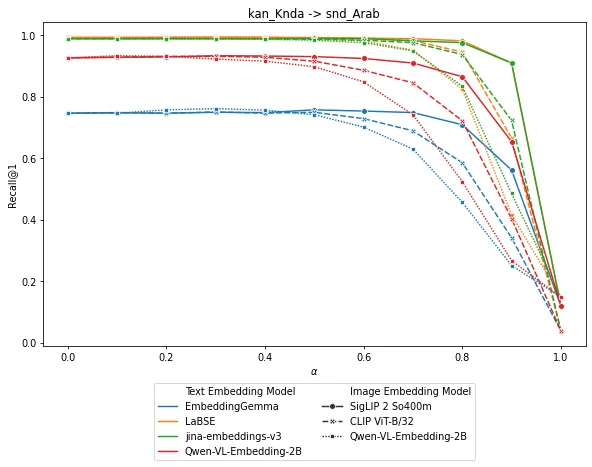 kan_Knda -> snd_Arab
Recall@1
1.0
0.8
0.6
0.4
0.2
0.0
0.0 0.2 0.4 0.6 0.8 1.0
α
Text Embedding Model
EmbeddingGemma
LaBSE
jina-embeddings-v3
Qwen-VL-Embedding-2B
Image Embedding Model
SigLIP 2 So400m
CLIP ViT-B/32
Qwen-VL-Embedding-2B